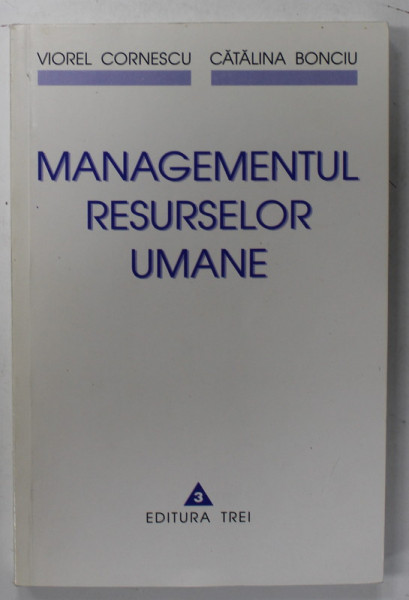 VIOREL CORNESCU CĂTĂLINA BONCIU
MANAGEMENTUL
RESURSELOR
UMANE
3
EDITURA TREI